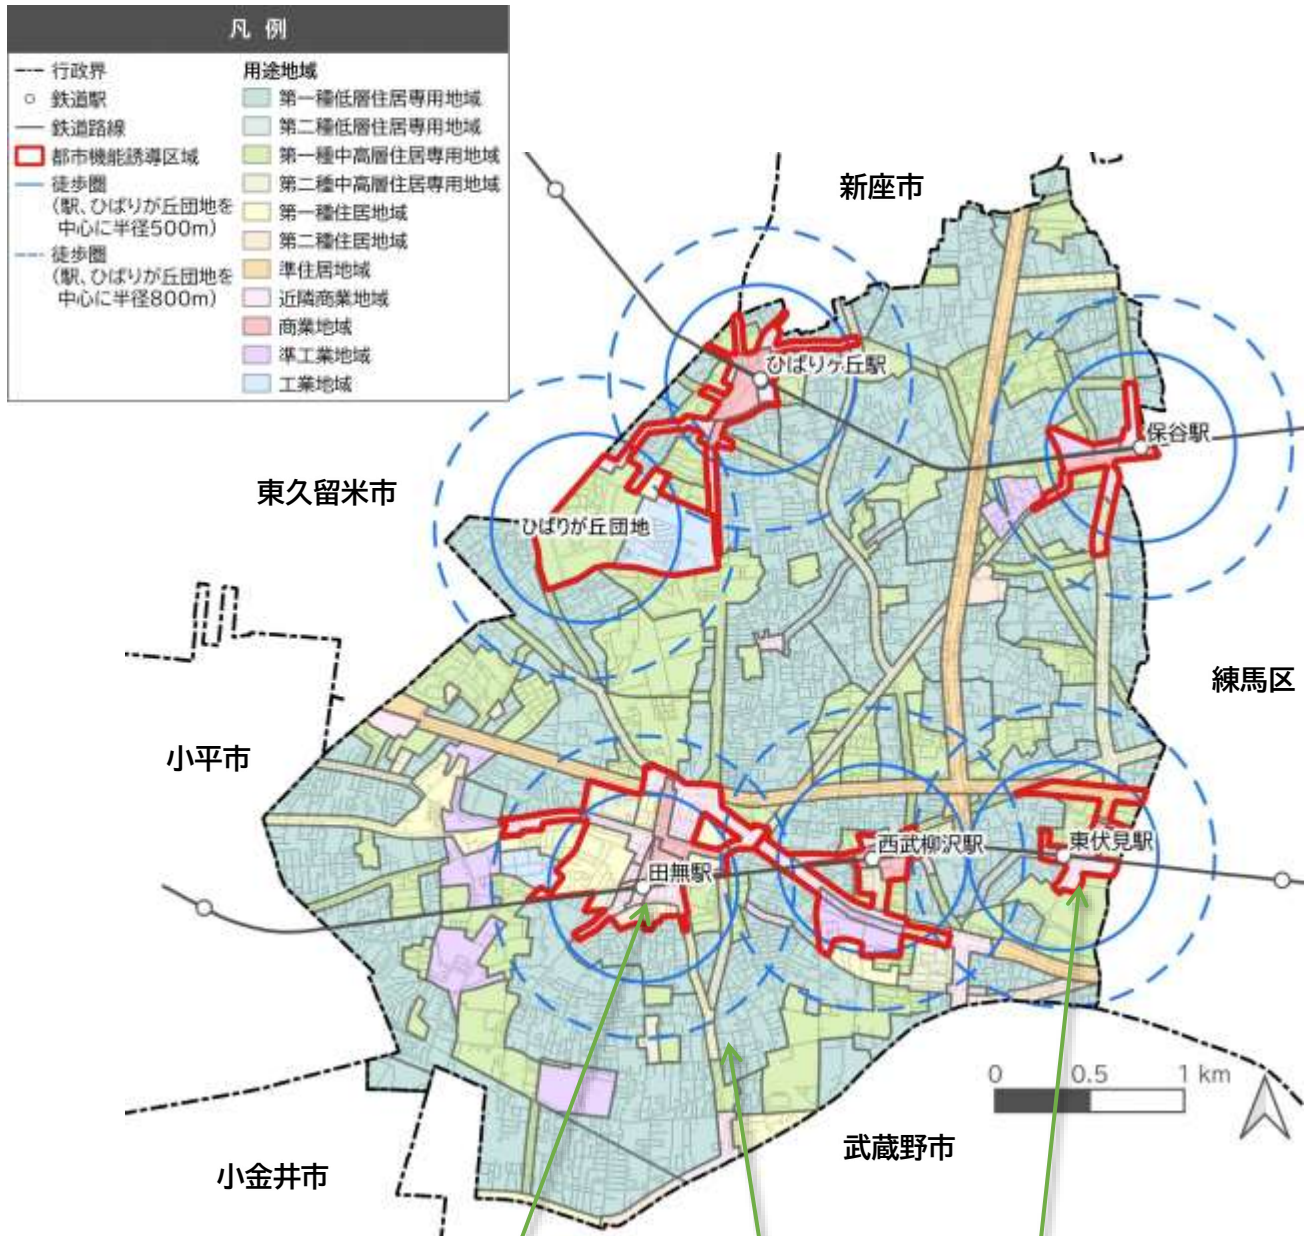 凡 例
行政界
鉄道駅
鉄道路線
都市機能誘導区域
徒歩圏
(駅、ひばりが丘団地を
中心に半径500m)
徒歩圏
(駅、ひばりが丘団地を
中心に半径800m)
用途地域
第一種低層住居専用地域
第二種低層住居専用地域
第一種中高層住居専用地域
第二種中高層住居専用地域
第一種住居地域
第二種住居地域
準住居地域
近隣商業地域
商業地域
準工業地域
工業地域
新座市
ひばりヶ丘駅
保谷駅
東久留米市
ひばりが丘団地
練馬区
小平市
西武柳沢駅
東伏見駅
田無駅
0 0.5 1 km
武蔵野市
小金井市